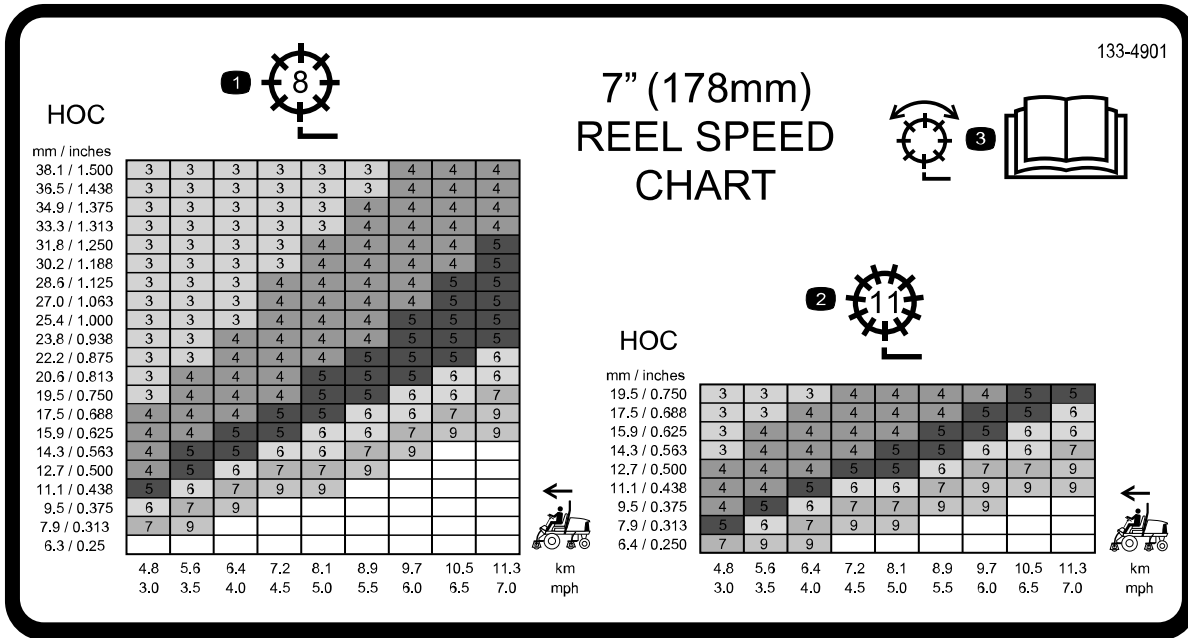 133-4901
7” (178mm)
REEL SPEED
CHART
3
1
8
HOC
mm / inches
38.1 / 1.500 3 3 3 3 3 3 4 4 4
36.5 / 1.438 3 3 3 3 3 3 4 4 4
34.9 / 1.375 3 3 3 3 3 4 4 4 4
33.3 / 1.313 3 3 3 3 3 4 4 4 4
31.8 / 1.250 3 3 3 3 4 4 4 4 5
30.2 / 1.188 3 3 3 3 4 4 4 4 5
28.6 / 1.125 3 3 3 4 4 4 4 5 5
27.0 / 1.063 3 3 3 4 4 4 4 5 5
25.4 / 1.000 3 3 3 4 4 4 5 5 5
23.8 / 0.938 3 3 4 4 4 4 5 5 5
22.2 / 0.875 3 3 4 4 4 5 5 5 6
20.6 / 0.813 3 4 4 4 5 5 5 6 6
19.5 / 0.750 3 4 4 4 5 5 6 6 7
17.5 / 0.688 4 4 4 5 5 6 6 7 9
15.9 / 0.625 4 4 5 5 6 6 7 9 9
14.3 / 0.563 4 5 5 6 6 7 9
12.7 / 0.500 4 5 6 7 7 9
11.1 / 0.438 5 6 7 9 9
9.5 / 0.375 6 7 9
7.9 / 0.313 7 9
6.3 / 0.25
4.8 5.6 6.4 7.2 8.1 8.9 9.7 10.5 11.3 km
3.0 3.5 4.0 4.5 5.0 5.5 6.0 6.5 7.0 mph
2
11
HOC
mm / inches
19.5 / 0.750 3 3 3 4 4 4 4 5 5
17.5 / 0.688 3 3 4 4 4 4 5 5 6
15.9 / 0.625 3 4 4 4 4 5 5 6 6
14.3 / 0.563 3 4 4 4 5 5 6 6 7
12.7 / 0.500 4 4 4 5 5 6 7 7 9
11.1 / 0.438 4 4 5 6 6 7 9 9 9
9.5 / 0.375 4 5 6 7 7 9 9
7.9 / 0.313 5 6 7 9 9
6.4 / 0.250 7 9 9
4.8 5.6 6.4 7.2 8.1 8.9 9.7 10.5 11.3 km
3.0 3.5 4.0 4.5 5.0 5.5 6.0 6.5 7.0 mph